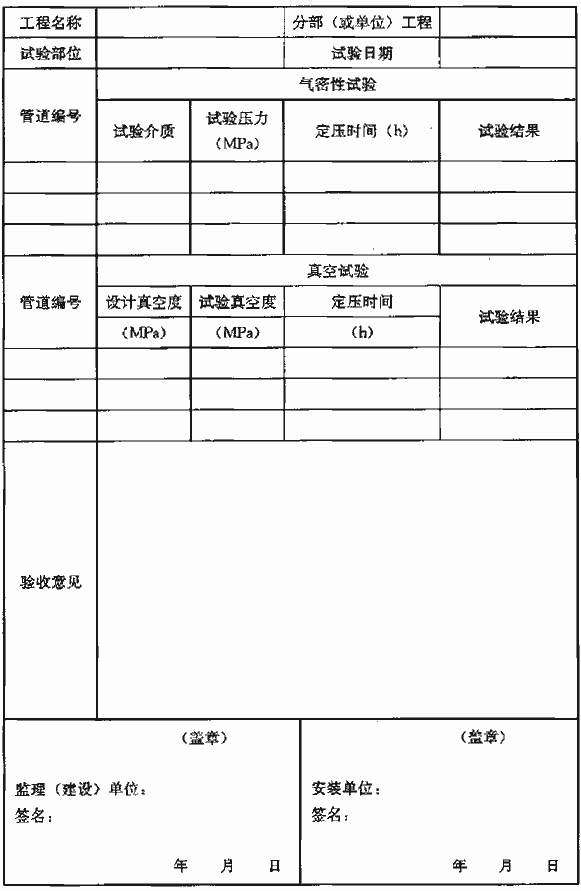 工程名称 分部（或单位）工程
试验部位 试验日期
管道编号 气密性试验
试验介质 试验压力（MPa） 定压时间（h） 试验结果
管道编号 真空试验
设计真空度 试验真空度 定压时间 试验结果
（MPa） （MPa） （h）
验收意见
（盖章） （盖章）
监理（建设）单位： 安装单位：
签名： 签名：
年 月 日 年 月 日